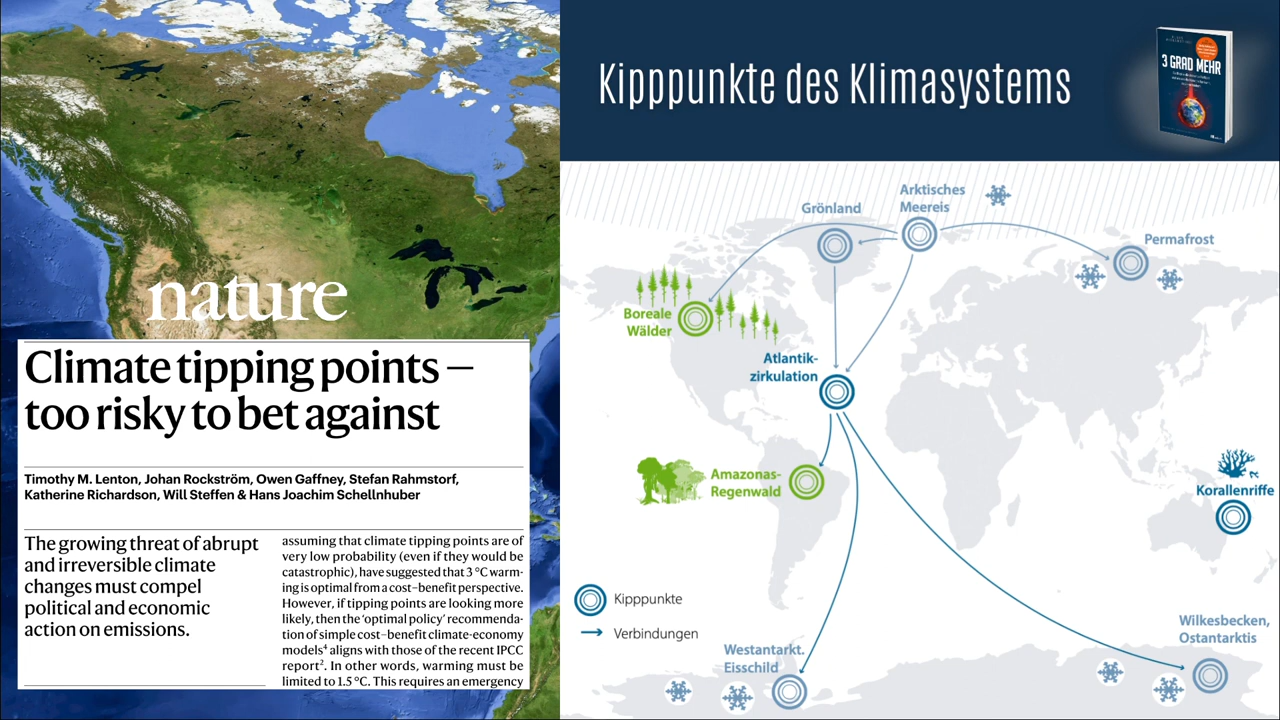 nature
Climate tipping points –
too risky to bet against
Timothy M. Lenton, Johan Rockström, Owen Gaffney, Stefan Rahmstorf,
Katherine Richardson, Will Steffen & Hans Joachim Schellnhuber
The growing threat of abrupt
and irreversible climate
changes must compel
political and economic
action on emissions.
assuming that climate tipping points are of
very low probability (even if they would be
catastrophic), have suggested that 3 °C warm-
ing is optimal from a cost–benefit perspective.
However, if tipping points are looking more
likely, then the ‘optimal policy’ recommenda-
tion of simple cost–benefit climate-economy
models⁴ aligns with those of the recent IPCC
report². In other words, warming must be
limited to 1.5 °C. This requires an emergency
Kipppunkte des Klimasystems
3 GRAD MEHR
Arktisches
Meereis
Grönland
Permafrost
Boreale
Wälder
Atlantik-
zirkulation
Amazonas-
Regenwald
Korallenriffe
Kipppunkte
Verbindungen
Westantarkt.
Eisschild
Wilkesbecken,
Ostantarktis